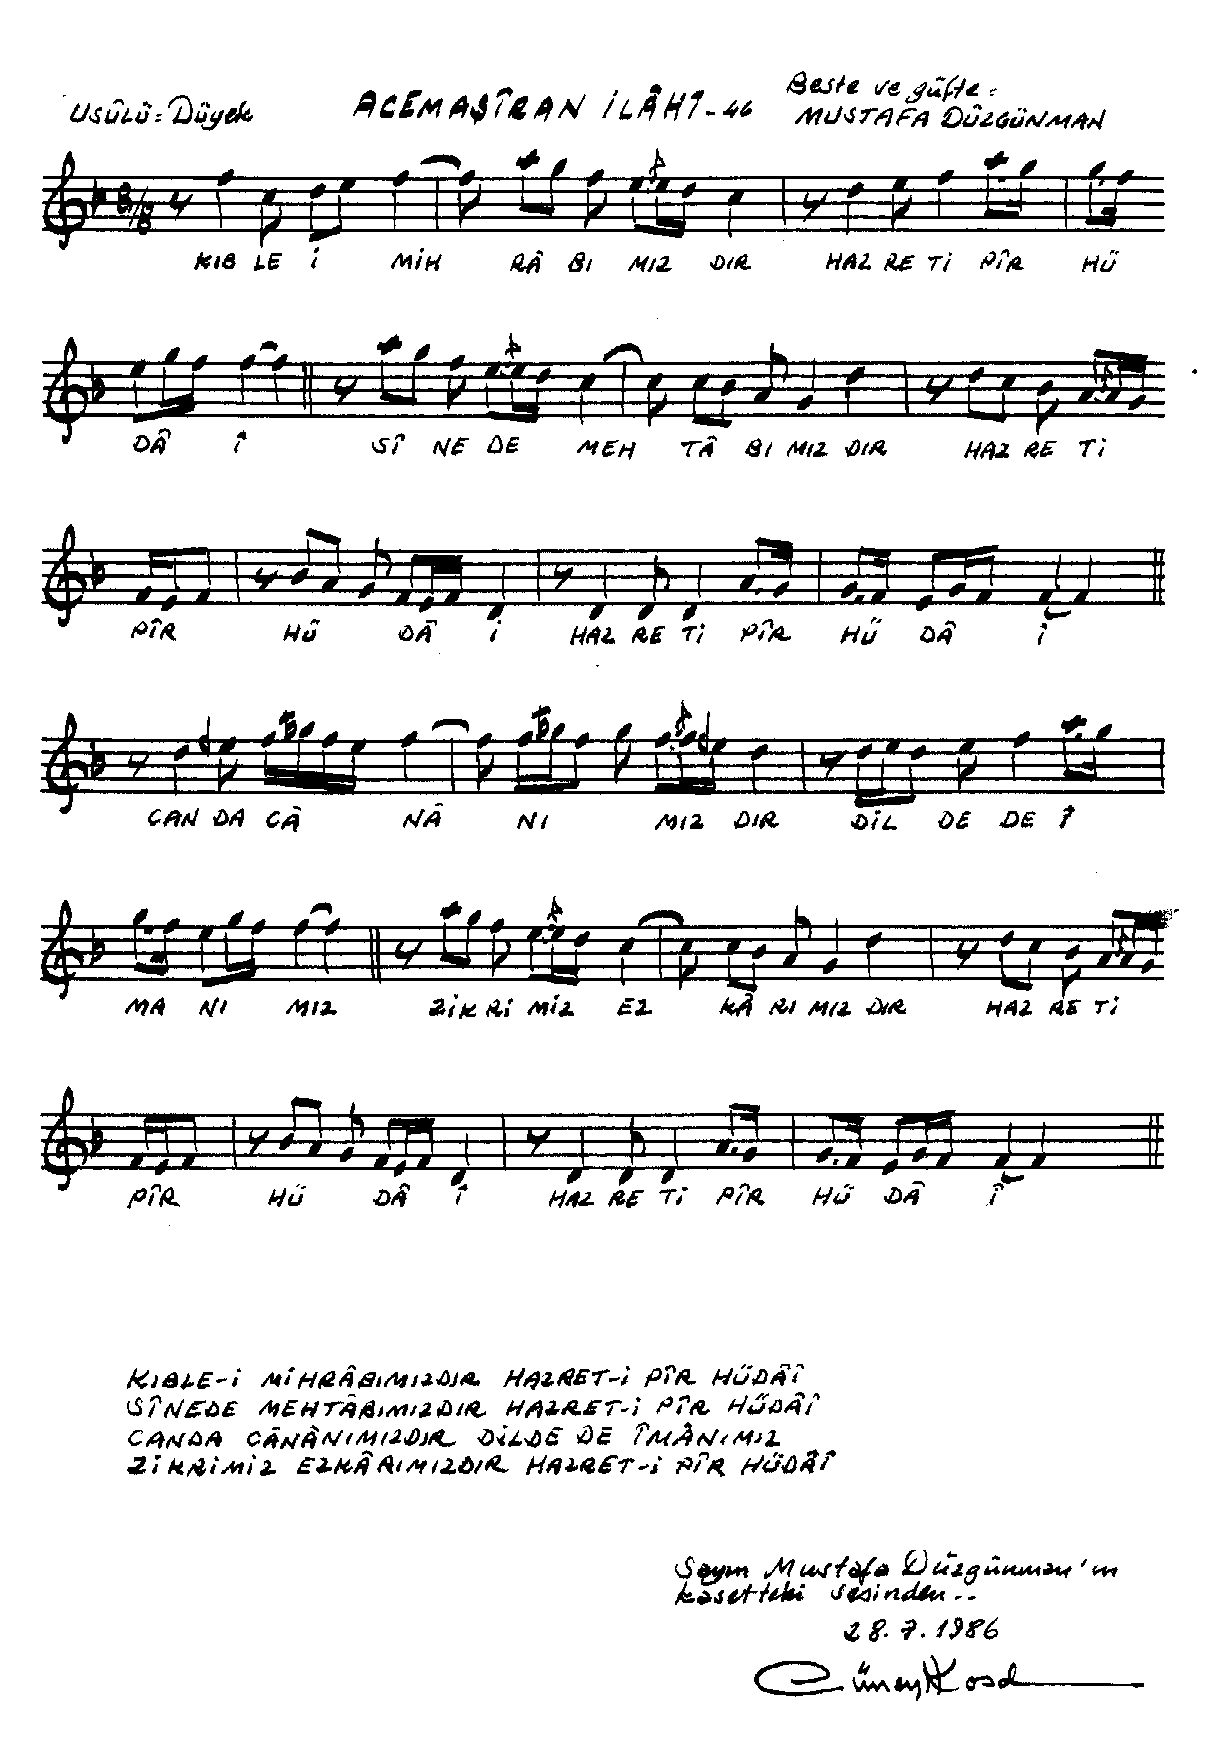 Usûlü: Düyek
ACEMAŞÎRAN İLÂHÎ-46
Beste ve güfte:
MUSTAFA DÜZGÜNMAN
8/8
KIB LE İ MİH RÂ BI MIZ DIR HAZ RE Tİ PÎR HÜ
DÂ Î SÎ NE DE MEH TÂ BI MIZ DIR HAZ RE Tİ
PÎR HÜ DÂ İ HAZ RE Tİ PÎR HÜ DÂ İ
CAN DA CÂ NÂ NI MIZ DIR DİL DE DE Î
MA NI MIZ ZİK Rİ MİZ EZ KÂ RI MIZ DIR HAZ RE Tİ
PÎR HÜ DÂ Î HAZ RE Tİ PÎR HÜ DÂ Î
KIBLE-İ MİHRÂBIMIZDIR HAZRET-İ PÎR HÜDÂÎ
SÎNEDE MEHTÂBIMIZDIR HAZRET-İ PÎR HÜDÂÎ
CANDA CÂNÂNIMIZDIR DİLDE DE ÎMÂNIMIZ
ZİKRİMİZ EZKÂRIMIZDIR HAZRET-İ PÎR HÜDÂÎ
Sayın Mustafa Düzgünman'ın
kasetteki sesinden..
28.7.1986
Güney Kosd